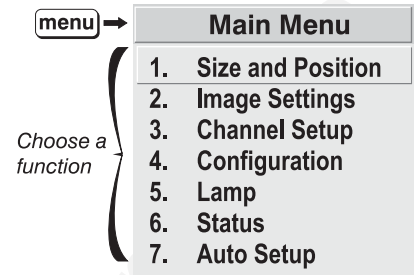 menu
Main Menu
1. Size and Position
2. Image Settings
3. Channel Setup
Choose a
function
4. Configuration
5. Lamp
6. Status
7. Auto Setup